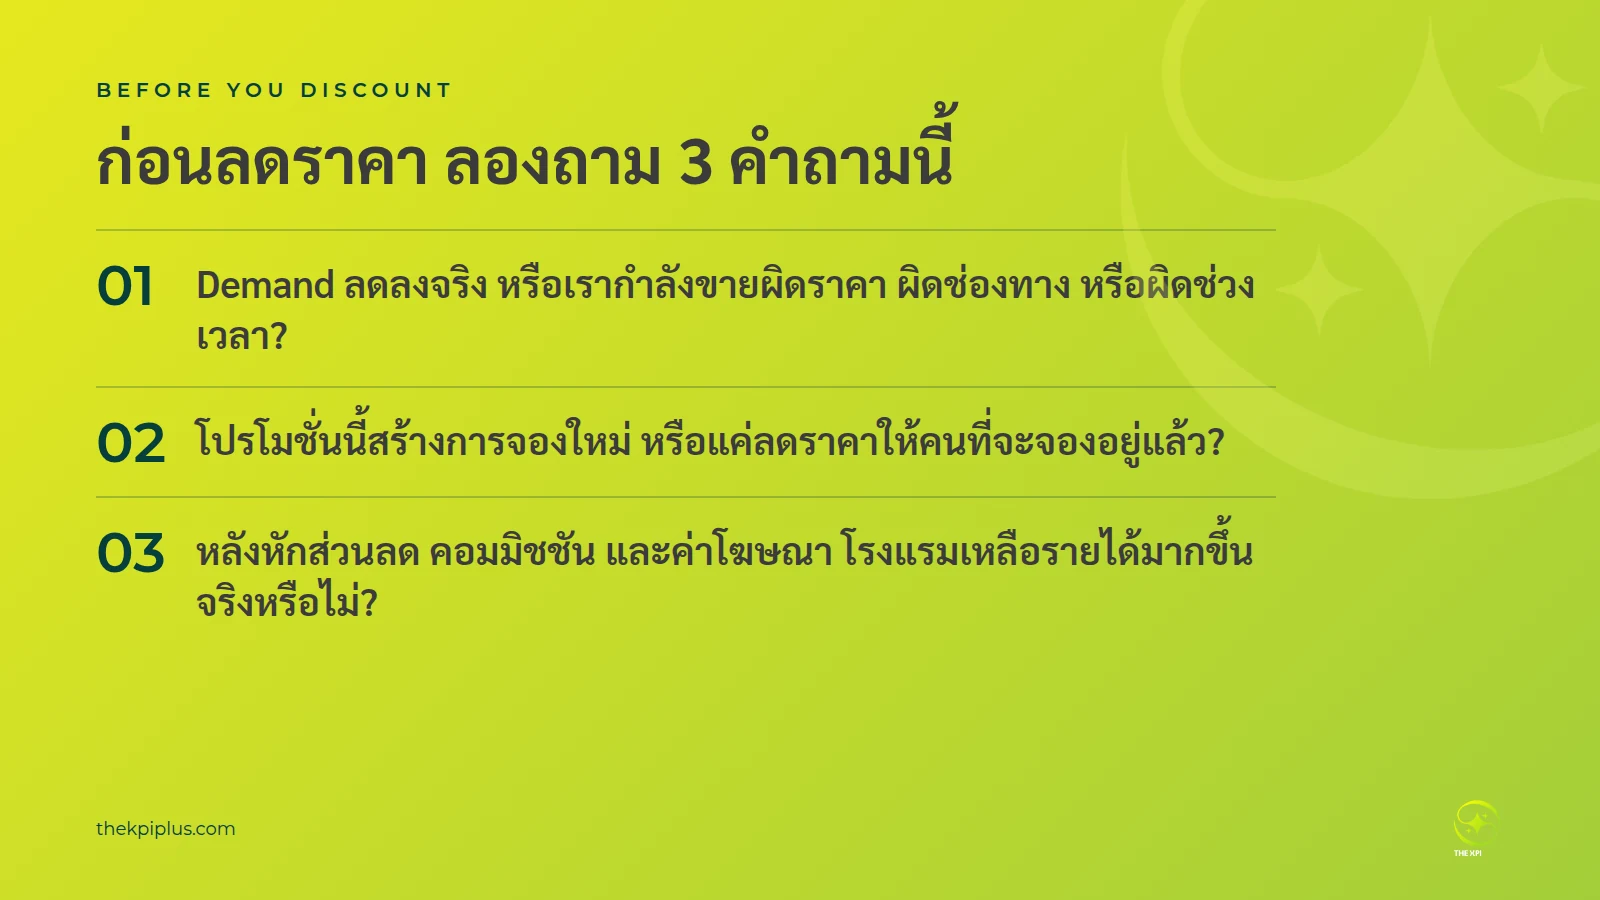 BEFORE YOU DISCOUNT
ก่อนลดราคา ลองถาม 3 คำถามนี้
01 Demand ลดลงจริง หรือเรากำลังขายผิดราคา ผิดช่องทาง หรือผิดช่วง
เวลา?
02 โปรโมชั่นนี้สร้างการจองใหม่ หรือแค่ลดราคาให้คนที่จะจองอยู่แล้ว?
03 หลังหักส่วนลด คอมมิชชัน และค่าโฆษณา โรงแรมเหลือรายได้มากขึ้น
จริงหรือไม่?
thekpiplus.com
THE KPI